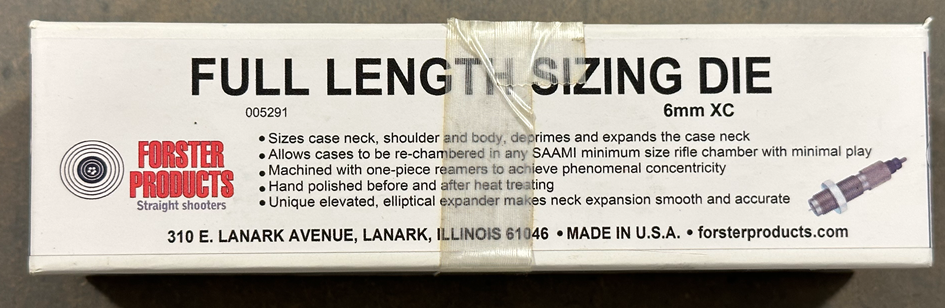 FULL LENGTH SIZING DIE
005291
6mm XC
• Sizes case neck, shoulder and body, deprimes and expands the case neck
• Allows cases to be re-chambered in any SAAMI minimum size rifle chamber with minimal play
• Machined with one-piece reamers to achieve phenomenal concentricity
• Hand polished before and after heat treating
• Unique elevated, elliptical expander makes neck expansion smooth and accurate
FORSTER
PRODUCTS
Straight shooters
310 E. LANARK AVENUE, LANARK, ILLINOIS 61046 • MADE IN U.S.A. • forsterproducts.com